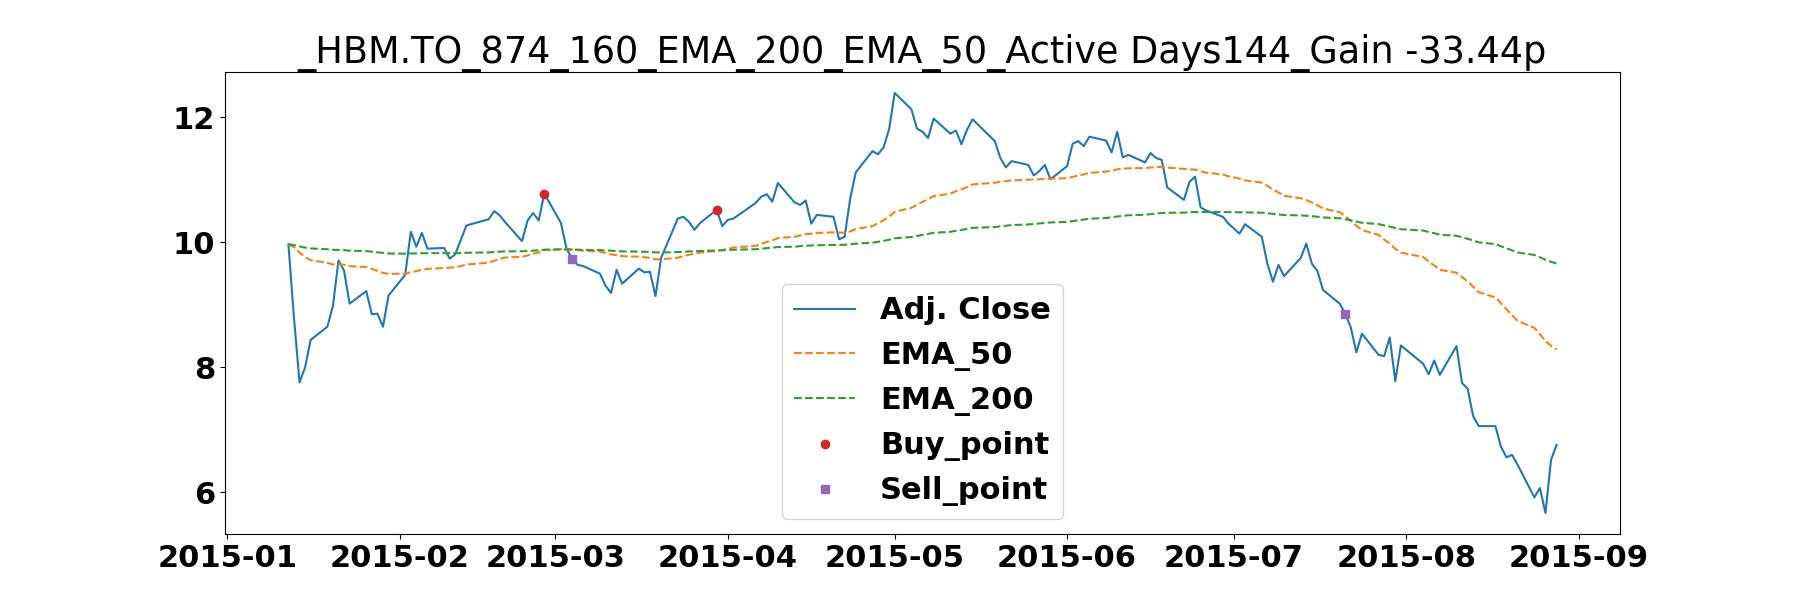 _HBM.TO_874_160_EMA_200_EMA_50_Active Days144_Gain -33.44p
12
10
8
6
Adj. Close
EMA_50
EMA_200
Buy_point
Sell_point
2015-01 2015-02 2015-03 2015-04 2015-05 2015-06 2015-07 2015-08 2015-09